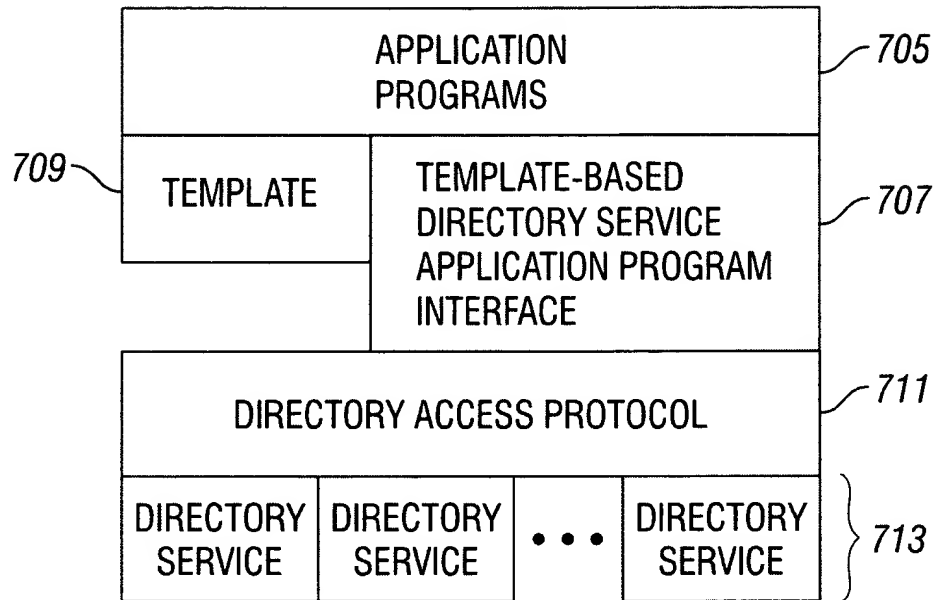 APPLICATION
PROGRAMS
705
709
TEMPLATE
TEMPLATE-BASED
DIRECTORY SERVICE
APPLICATION PROGRAM
INTERFACE
707
DIRECTORY ACCESS PROTOCOL
711
DIRECTORY
SERVICE
DIRECTORY
SERVICE
•••
DIRECTORY
SERVICE
713